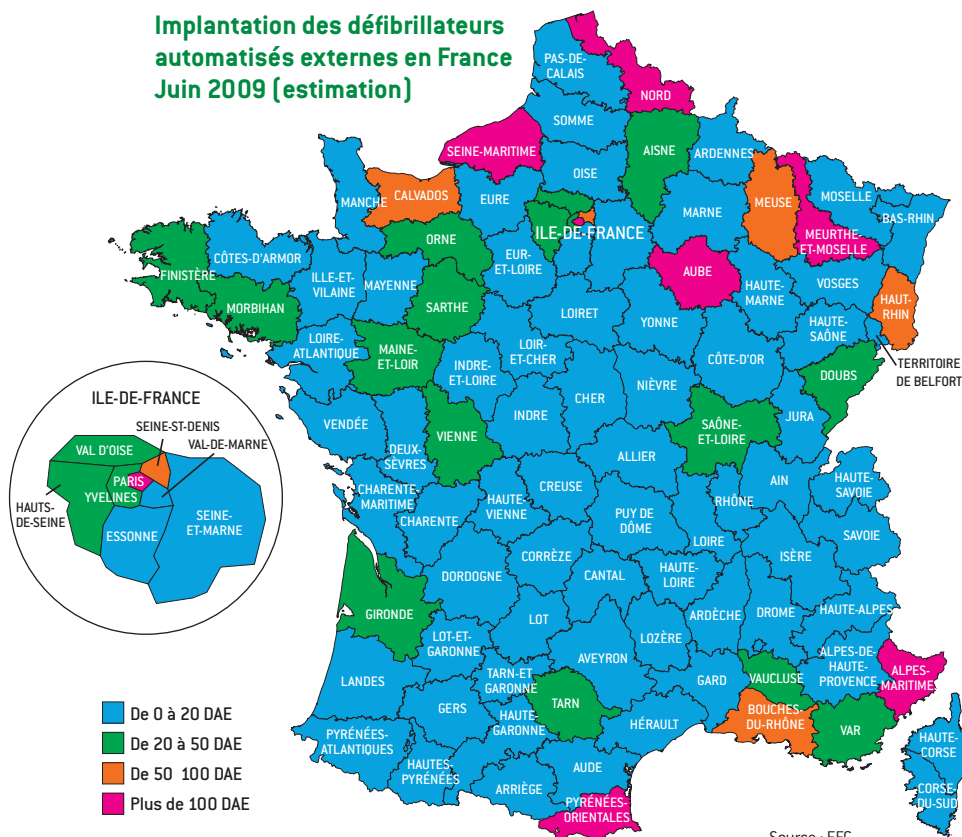 Implantation des défibrillateurs
automatisés externes en France
Juin 2009 (estimation)
PAS-DE-
CALAIS
NORD
SOMME
SEINE-MARITIME
AISNE
ARDENNES
OISE
MANCHE
CALVADOS
EURE
MEUSE
MOSELLE
MARNE
BAS-RHIN
MEURTHE-
ET-MOSELLE
ILE-DE-FRANCE
ORNE
EUR-
ET-LOIRE
FINISTÈRE
CÔTES-D'ARMOR
ILLE-ET-
VILAINE
MAYENNE
AUBE
HAUTE-
MARNE
VOSGES
HAUT-
RHIN
MORBIHAN
SARTHE
LOIRET
YONNE
HAUTE-
SAÔNE
LOIRE-
ATLANTIQUE
MAINE-
ET-LOIR
INDRE-
ET-LOIRE
LOIR-
ET-CHER
CÔTE-D'OR
TERRITOIRE
DE BELFORT
DOUBS
CHER
NIÈVRE
INDRE
VENDÉE
DEUX-
SÈVRES
VIENNE
SAÔNE-
ET-LOIRE
JURA
ALLIER
ILE-DE-FRANCE
SEINE-ST-DENIS
VAL-DE-MARNE
VAL D'OISE
PARIS
YVELINES
HAUTS-
DE-SEINE
ESSONNE
SEINE-
ET-MARNE
CHARENTE-
MARITIME
CHARENTE
HAUTE-
VIENNE
CREUSE
PUY DE
DÔME
RHÔNE
AIN
HAUTE-
SAVOIE
LOIRE
SAVOIE
ISÈRE
CORRÈZE
DORDOGNE
CANTAL
HAUTE-
LOIRE
GIRONDE
LOT
ARDÈCHE
DROME
HAUTE-ALPES
LOT-ET-
GARONNE
LOZÈRE
AVEYRON
ALPES-DE-
HAUTE-
PROVENCE
ALPES-
MARITIMES
LANDES
TARN-ET
GARONNE
GARD
VAUCLUSE
GERS
TARN
HAUTE-
GARONNE
HÉRAULT
BOUCHES-
DU-RHÔNE
VAR
PYRÉNÉES-
ATLANTIQUES
HAUTES-
PYRÉNÉES
ARRIÈGE
AUDE
PYRÉNÉES-
ORIENTALES
HAUTE-
CORSE
CORSE-
DU-SUD
De 0 à 20 DAE
De 20 à 50 DAE
De 50 100 DAE
Plus de 100 DAE